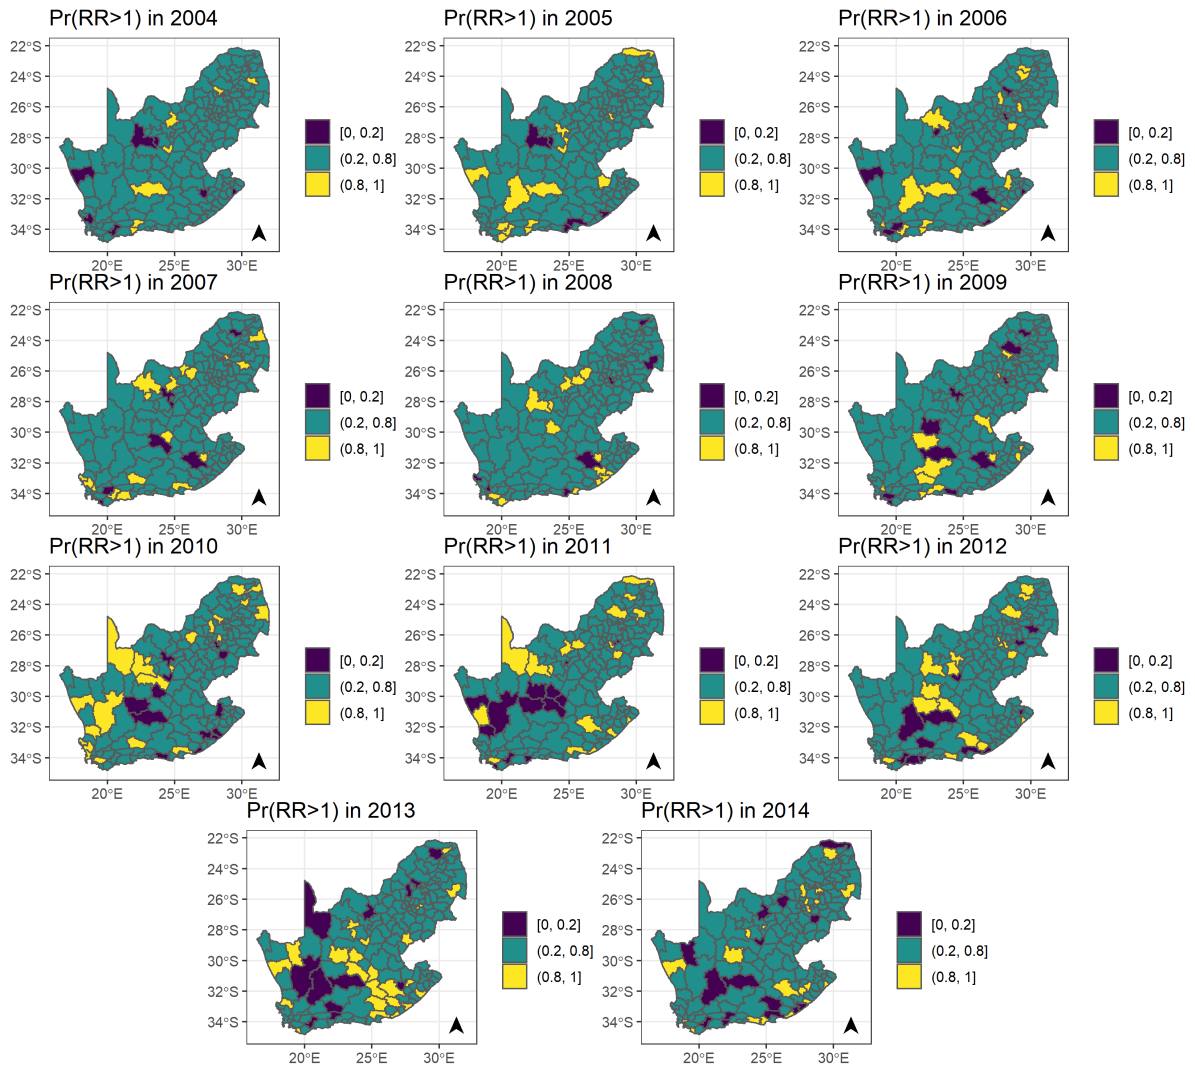 Pr(RR>1) in 2004
22°S
24°S
26°S
28°S
30°S
32°S
34°S
20°E 25°E 30°E
[0, 0.2]
(0.2, 0.8]
(0.8, 1]
Pr(RR>1) in 2005
22°S
24°S
26°S
28°S
30°S
32°S
34°S
20°E 25°E 30°E
[0, 0.2]
(0.2, 0.8]
(0.8, 1]
Pr(RR>1) in 2006
22°S
24°S
26°S
28°S
30°S
32°S
34°S
20°E 25°E 30°E
[0, 0.2]
(0.2, 0.8]
(0.8, 1]
Pr(RR>1) in 2007
22°S
24°S
26°S
28°S
30°S
32°S
34°S
20°E 25°E 30°E
[0, 0.2]
(0.2, 0.8]
(0.8, 1]
Pr(RR>1) in 2008
22°S
24°S
26°S
28°S
30°S
32°S
34°S
20°E 25°E 30°E
[0, 0.2]
(0.2, 0.8]
(0.8, 1]
Pr(RR>1) in 2009
22°S
24°S
26°S
28°S
30°S
32°S
34°S
20°E 25°E 30°E
[0, 0.2]
(0.2, 0.8]
(0.8, 1]
Pr(RR>1) in 2010
22°S
24°S
26°S
28°S
30°S
32°S
34°S
20°E 25°E 30°E
[0, 0.2]
(0.2, 0.8]
(0.8, 1]
Pr(RR>1) in 2011
22°S
24°S
26°S
28°S
30°S
32°S
34°S
20°E 25°E 30°E
[0, 0.2]
(0.2, 0.8]
(0.8, 1]
Pr(RR>1) in 2012
22°S
24°S
26°S
28°S
30°S
32°S
34°S
20°E 25°E 30°E
[0, 0.2]
(0.2, 0.8]
(0.8, 1]
Pr(RR>1) in 2013
22°S
24°S
26°S
28°S
30°S
32°S
34°S
20°E 25°E 30°E
[0, 0.2]
(0.2, 0.8]
(0.8, 1]
Pr(RR>1) in 2014
22°S
24°S
26°S
28°S
30°S
32°S
34°S
20°E 25°E 30°E
[0, 0.2]
(0.2, 0.8]
(0.8, 1]